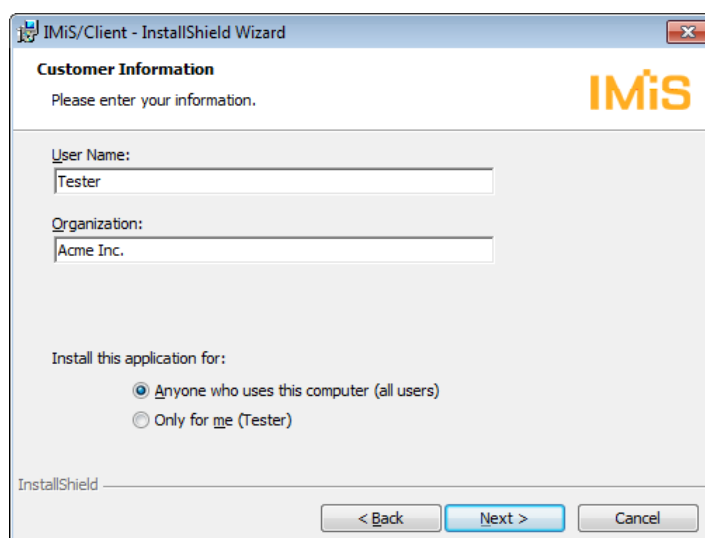 IMiS/Client - InstallShield Wizard
Customer Information
Please enter your information.
IMiS
User Name:
Tester
Organization:
Acme Inc.
Install this application for:
Anyone who uses this computer (all users)
Only for me (Tester)
InstallShield
< Back
Next >
Cancel